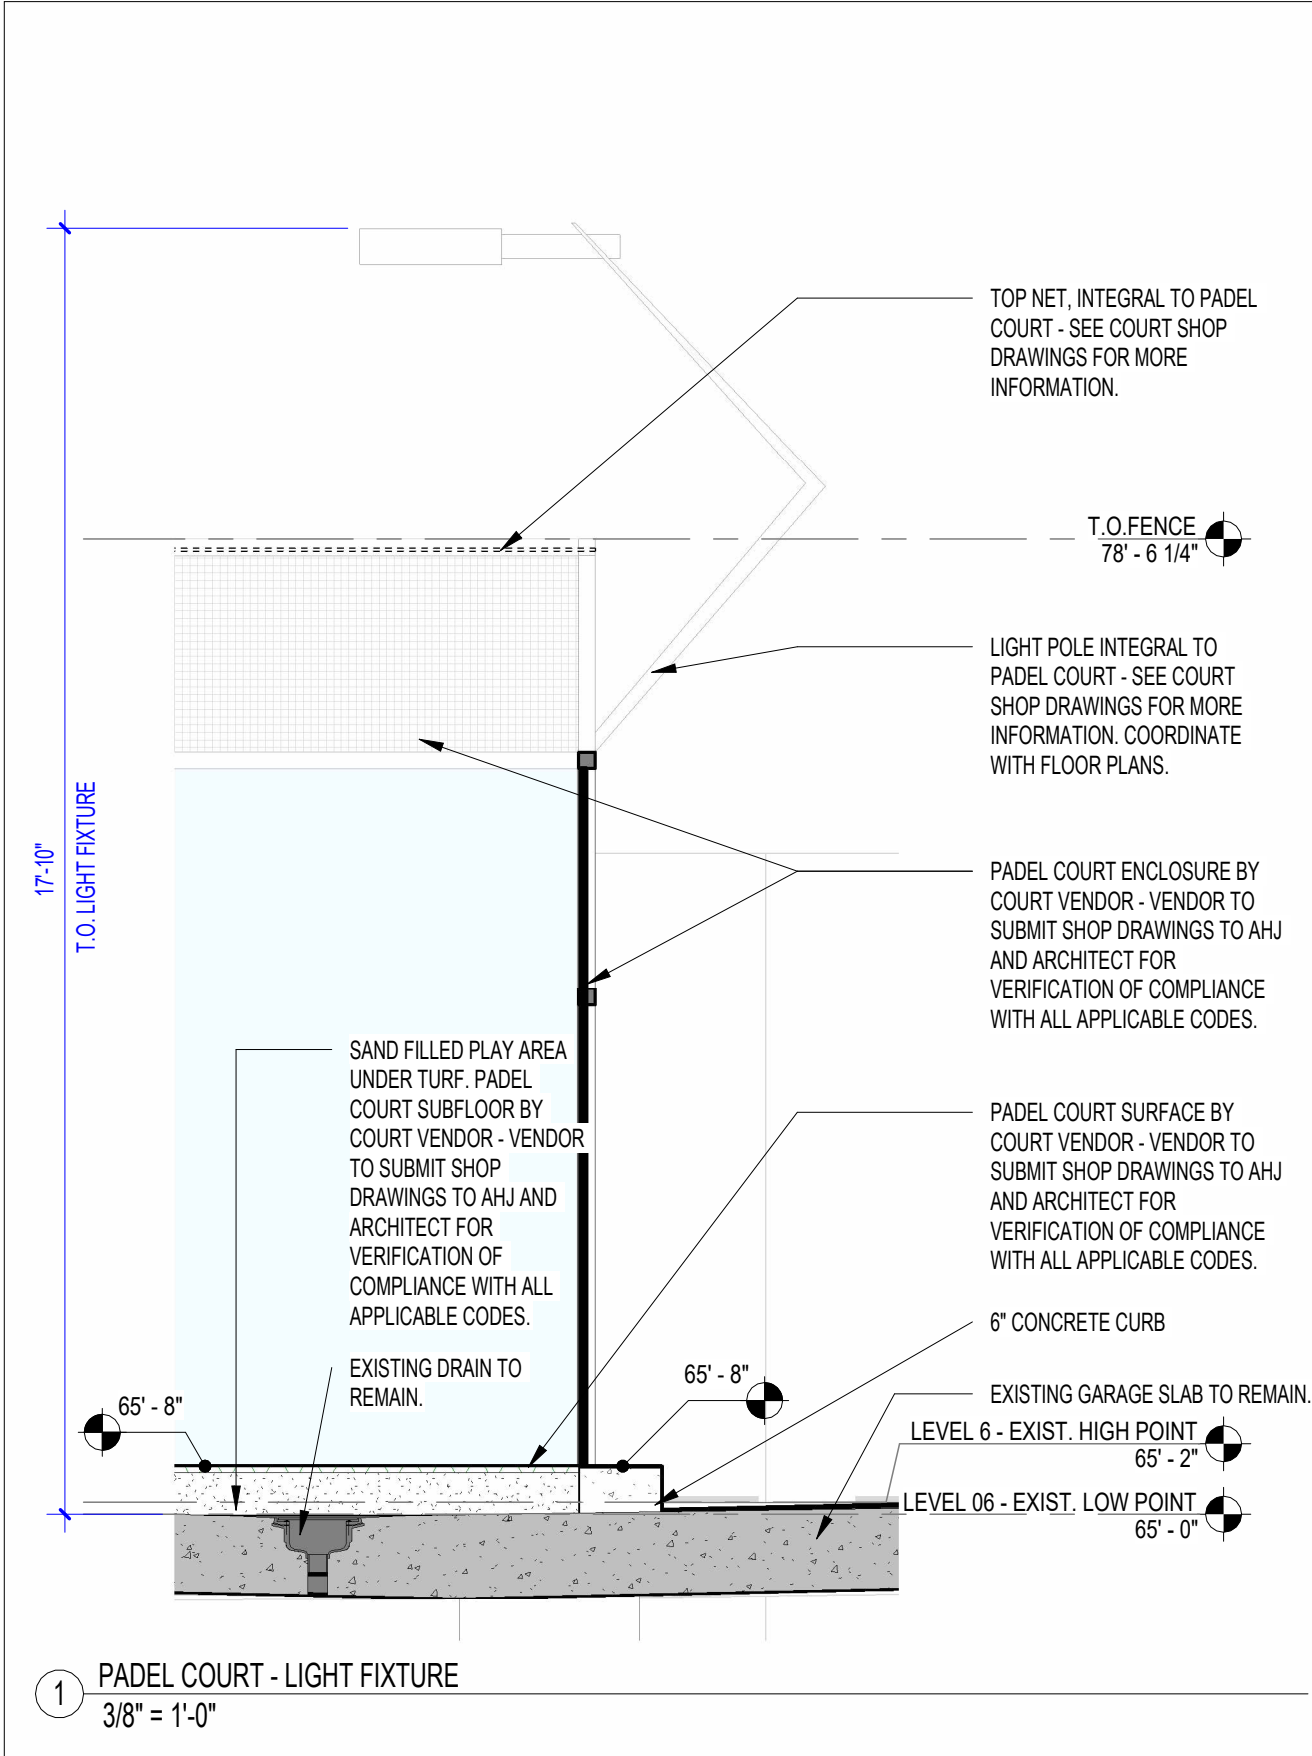 TOP NET, INTEGRAL TO PADEL
COURT - SEE COURT SHOP
DRAWINGS FOR MORE
INFORMATION.
T.O.FENCE
78' - 6 1/4"
LIGHT POLE INTEGRAL TO
PADEL COURT - SEE COURT
SHOP DRAWINGS FOR MORE
INFORMATION. COORDINATE
WITH FLOOR PLANS.
17'-10"
T.O. LIGHT FIXTURE
PADEL COURT ENCLOSURE BY
COURT VENDOR - VENDOR TO
SUBMIT SHOP DRAWINGS TO AHJ
AND ARCHITECT FOR
VERIFICATION OF COMPLIANCE
WITH ALL APPLICABLE CODES.
SAND FILLED PLAY AREA
UNDER TURF. PADEL
COURT SUBFLOOR BY
COURT VENDOR - VENDOR
TO SUBMIT SHOP
DRAWINGS TO AHJ AND
ARCHITECT FOR
VERIFICATION OF
COMPLIANCE WITH ALL
APPLICABLE CODES.
PADEL COURT SURFACE BY
COURT VENDOR - VENDOR TO
SUBMIT SHOP DRAWINGS TO AHJ
AND ARCHITECT FOR
VERIFICATION OF COMPLIANCE
WITH ALL APPLICABLE CODES.
6" CONCRETE CURB
EXISTING DRAIN TO
REMAIN.
65' - 8"
65' - 8"
EXISTING GARAGE SLAB TO REMAIN.
LEVEL 6 - EXIST. HIGH POINT
65' - 2"
LEVEL 06 - EXIST. LOW POINT
65' - 0"
1
PADEL COURT - LIGHT FIXTURE
3/8" = 1'-0"